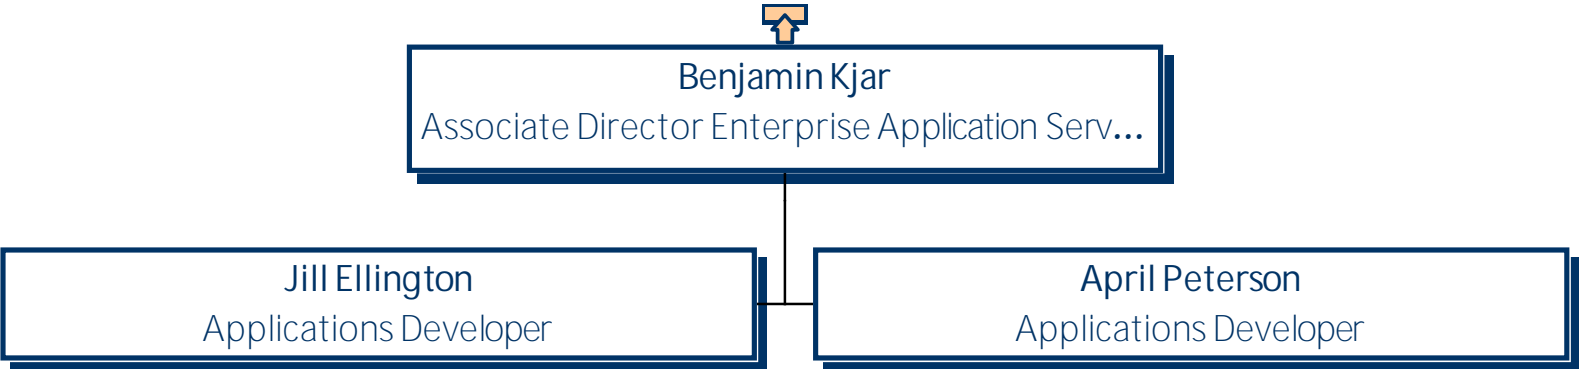 Benjamin Kjar
Associate Director Enterprise Application Serv...
Jill Ellington
Applications Developer
April Peterson
Applications Developer